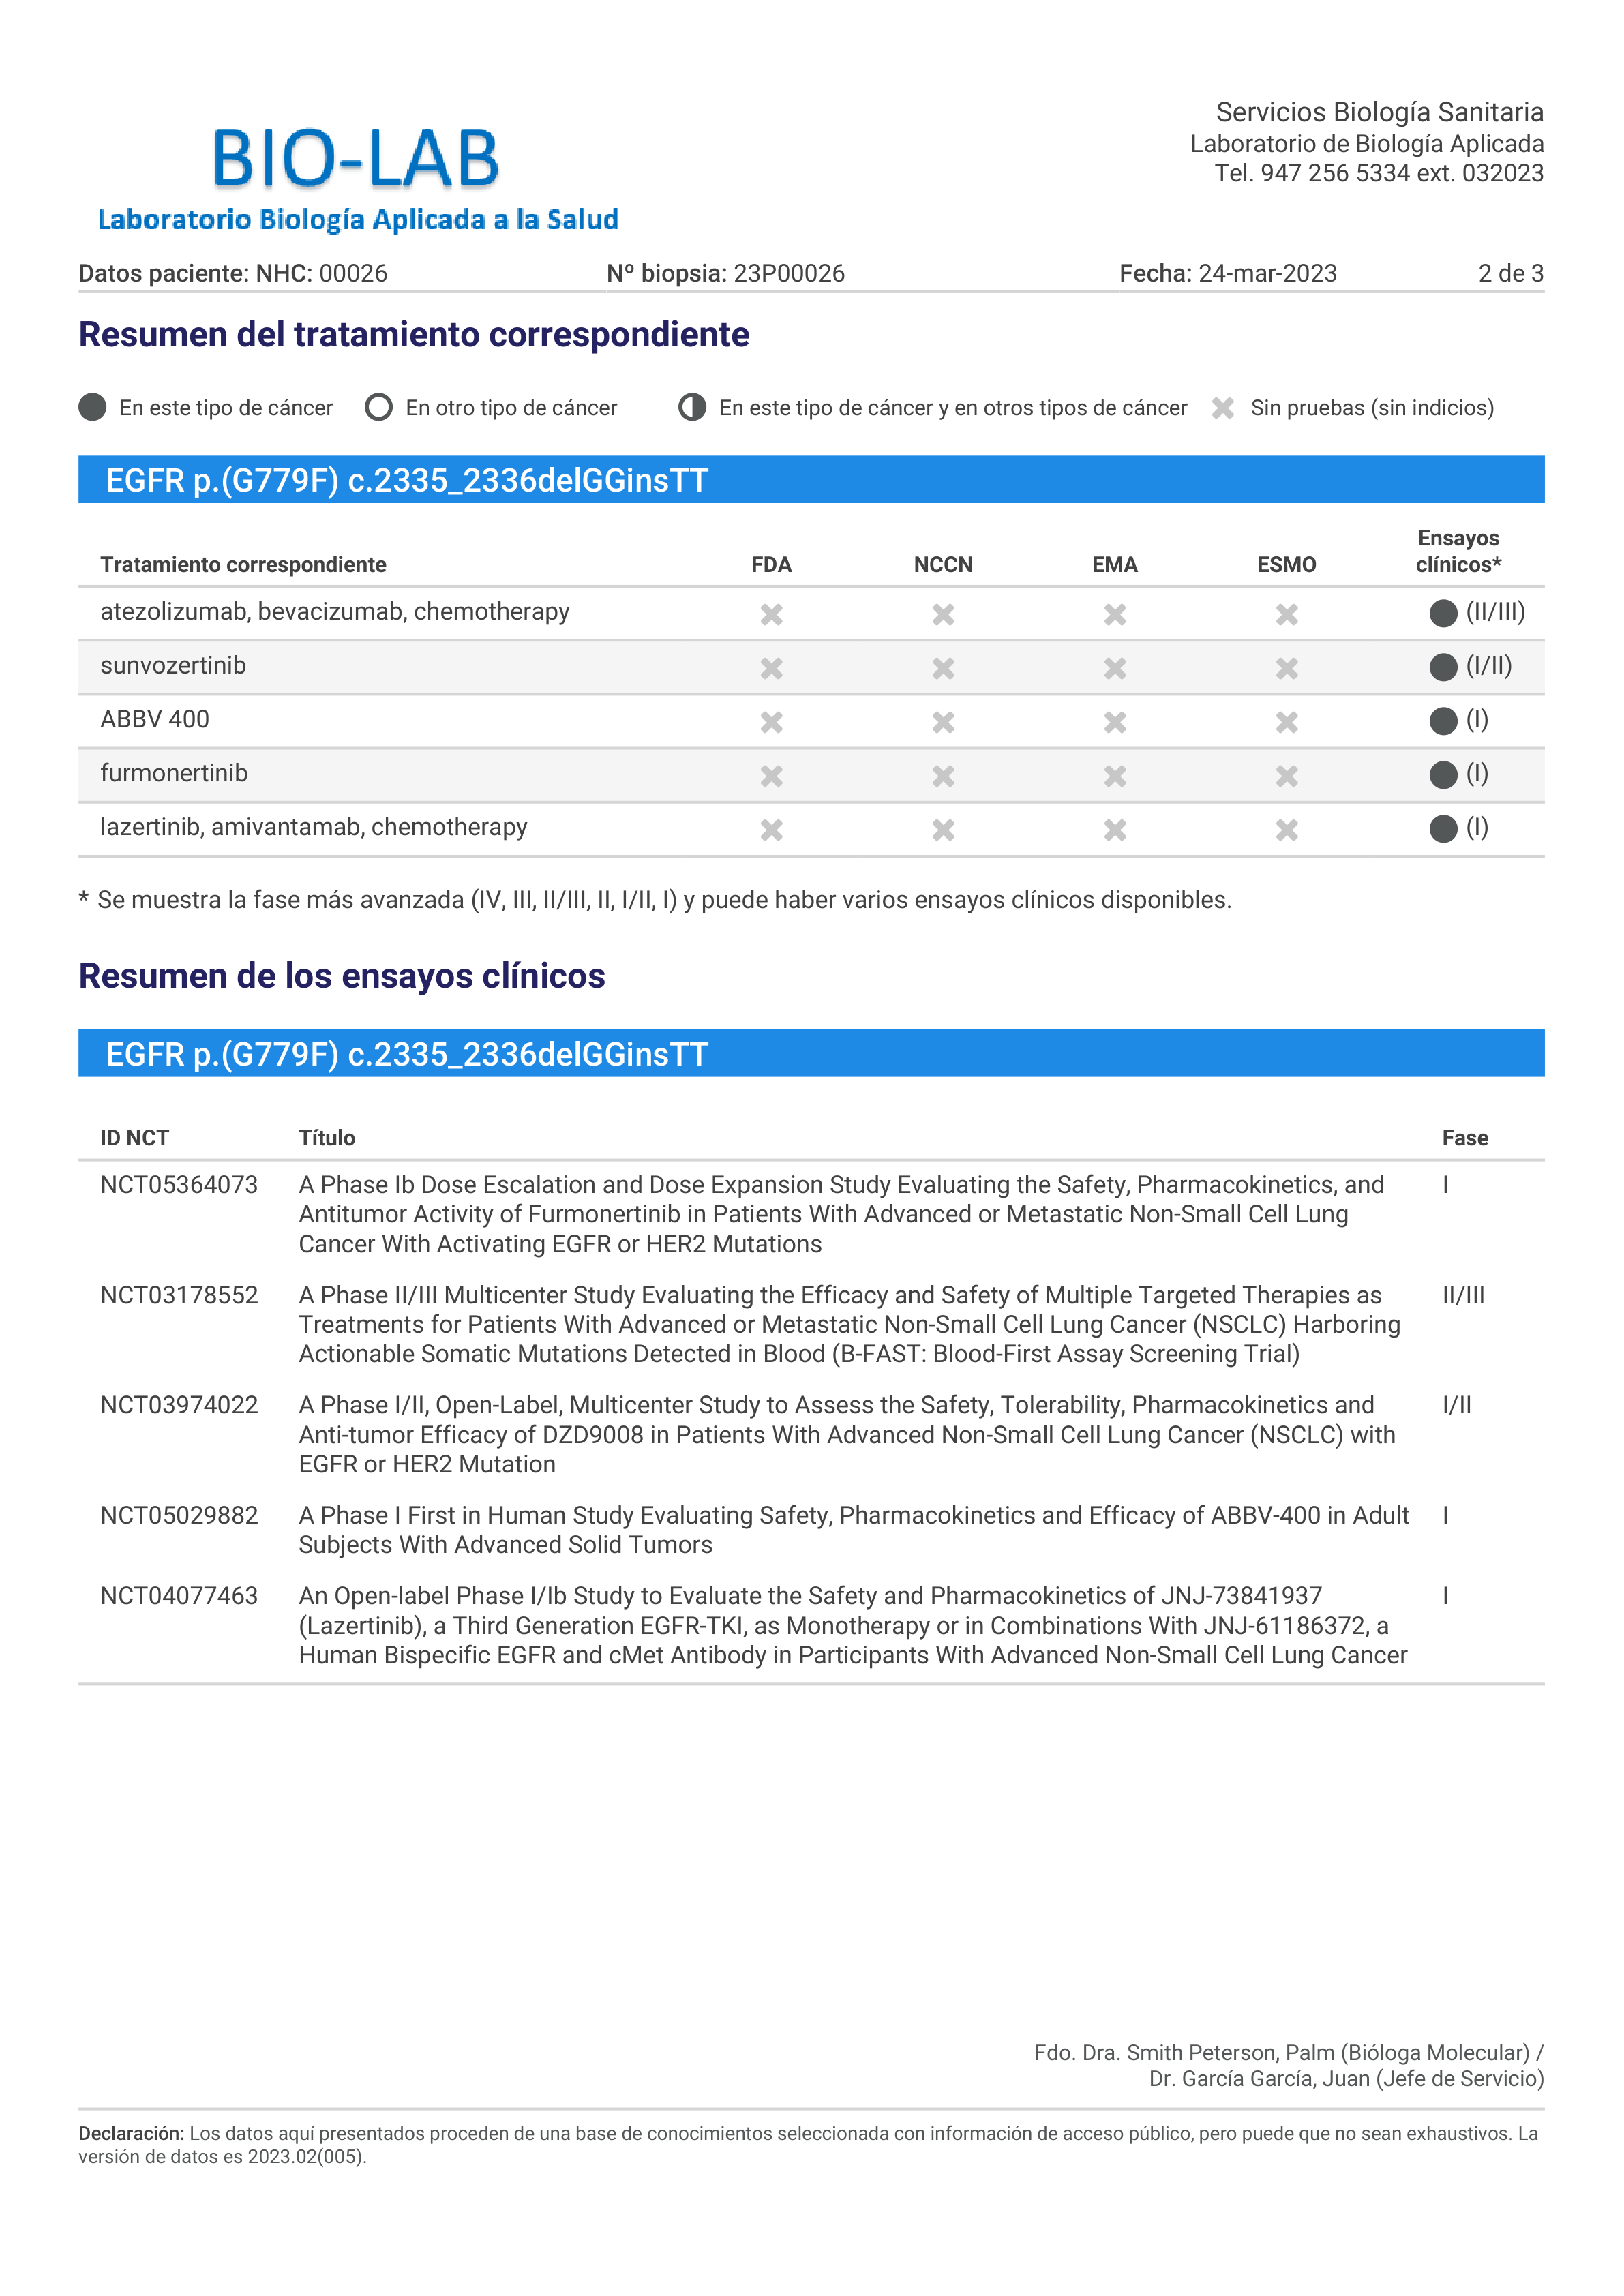 BIO-LAB
Laboratorio Biología Aplicada a la Salud
Servicios Biología Sanitaria
Laboratorio de Biología Aplicada
Tel. 947 256 5334 ext. 032023
Datos paciente: NHC: 00026 Nº biopsia: 23P00026 Fecha: 24-mar-2023 2 de 3
Resumen del tratamiento correspondiente
En este tipo de cáncer En otro tipo de cáncer En este tipo de cáncer y en otros tipos de cáncer Sin pruebas (sin indicios)
EGFR p.(G779F) c.2335_2336delGGinsTT
Tratamiento correspondiente FDA NCCN EMA ESMO Ensayos
clínicos*
atezolizumab, bevacizumab, chemotherapy (II/III)
sunvozertinib (I/II)
ABBV 400 (I)
furmonertinib (I)
lazertinib, amivantamab, chemotherapy (I)
* Se muestra la fase más avanzada (IV, III, II/III, II, I/II, I) y puede haber varios ensayos clínicos disponibles.
Resumen de los ensayos clínicos
EGFR p.(G779F) c.2335_2336delGGinsTT
ID NCT Título Fase
NCT05364073 A Phase Ib Dose Escalation and Dose Expansion Study Evaluating the Safety, Pharmacokinetics, and I
Antitumor Activity of Furmonertinib in Patients With Advanced or Metastatic Non-Small Cell Lung
Cancer With Activating EGFR or HER2 Mutations
NCT03178552 A Phase II/III Multicenter Study Evaluating the Efficacy and Safety of Multiple Targeted Therapies as II/III
Treatments for Patients With Advanced or Metastatic Non-Small Cell Lung Cancer (NSCLC) Harboring
Actionable Somatic Mutations Detected in Blood (B-FAST: Blood-First Assay Screening Trial)
NCT03974022 A Phase I/II, Open-Label, Multicenter Study to Assess the Safety, Tolerability, Pharmacokinetics and I/II
Anti-tumor Efficacy of DZD9008 in Patients With Advanced Non-Small Cell Lung Cancer (NSCLC) with
EGFR or HER2 Mutation
NCT05029882 A Phase I First in Human Study Evaluating Safety, Pharmacokinetics and Efficacy of ABBV-400 in Adult I
Subjects With Advanced Solid Tumors
NCT04077463 An Open-label Phase I/Ib Study to Evaluate the Safety and Pharmacokinetics of JNJ-73841937 I
(Lazertinib), a Third Generation EGFR-TKI, as Monotherapy or in Combinations With JNJ-61186372, a
Human Bispecific EGFR and cMet Antibody in Participants With Advanced Non-Small Cell Lung Cancer
Fdo. Dra. Smith Peterson, Palm (Bióloga Molecular) /
Dr. García García, Juan (Jefe de Servicio)
Declaración: Los datos aquí presentados proceden de una base de conocimientos seleccionada con información de acceso público, pero puede que no sean exhaustivos. La
versión de datos es 2023.02(005).